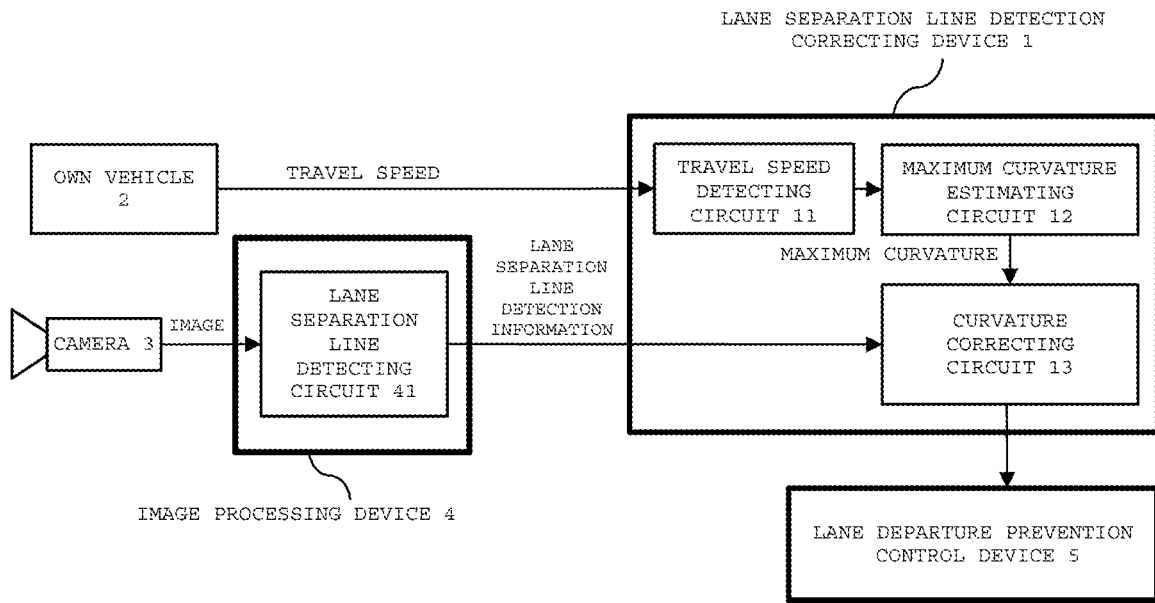 LANE SEPARATION LINE DETECTION
CORRECTING DEVICE 1
OWN VEHICLE
2
TRAVEL SPEED
TRAVEL SPEED
DETECTING
CIRCUIT 11
MAXIMUM CURVATURE
ESTIMATING
CIRCUIT 12
MAXIMUM CURVATURE
CAMERA 3
IMAGE
LANE
SEPARATION
LINE
DETECTING
CIRCUIT 41
LANE
SEPARATION
LINE
DETECTION
INFORMATION
CURVATURE
CORRECTING
CIRCUIT 13
IMAGE PROCESSING DEVICE 4
LANE DEPARTURE PREVENTION
CONTROL DEVICE 5